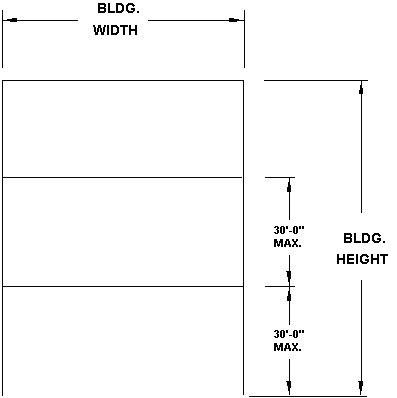 BLDG.
WIDTH
30'-0"
MAX.
BLDG.
HEIGHT
30'-0"
MAX.